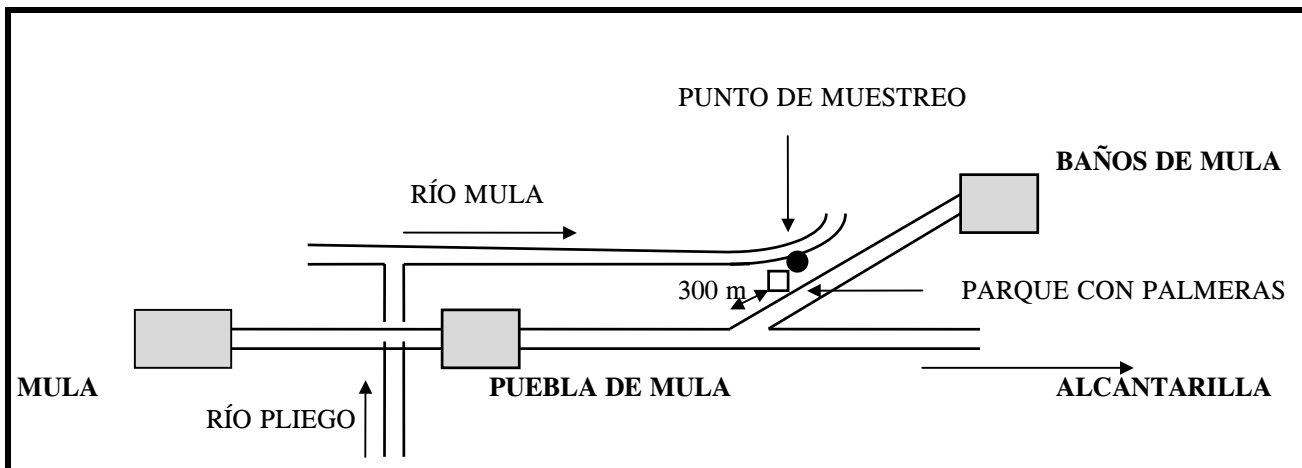 PUNTO DE MUESTREO
BAÑOS DE MULA
RÍO MULA
300 m
PARQUE CON PALMERAS
MULA
PUEBLA DE MULA
ALCANTARILLA
RÍO PLIEGO